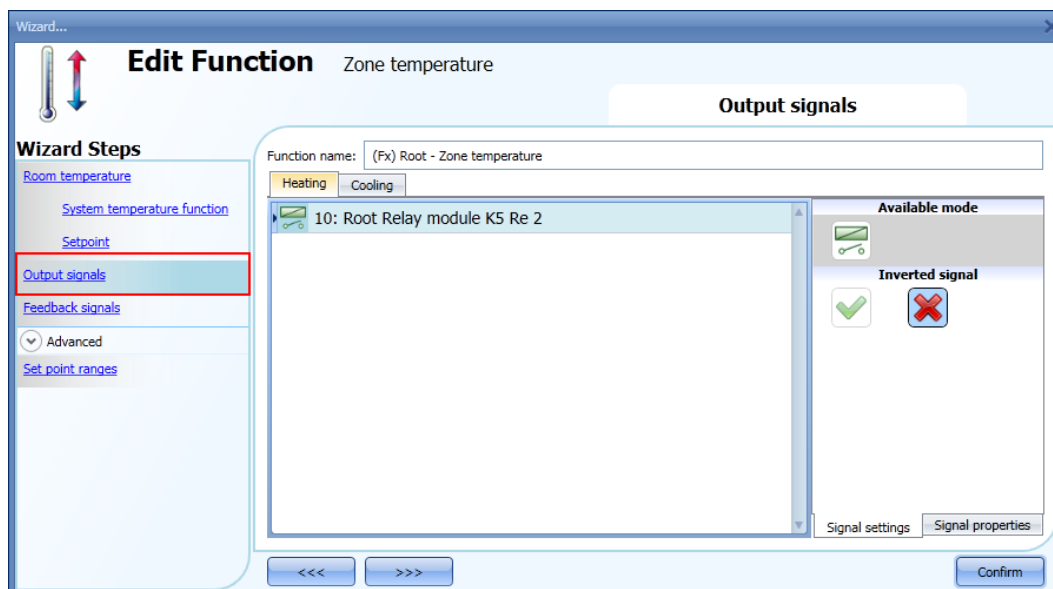 Wizard...
Edit Function Zone temperature
Output signals
Wizard Steps
Room temperature
System temperature function
Setpoint
Output signals
Feedback signals
Advanced
Set point ranges
Function name: (Fx) Root - Zone temperature
Heating Cooling
10: Root Relay module K5 Re 2
Available mode
Inverted signal
Signal settings Signal properties
<<< >>> Confirm